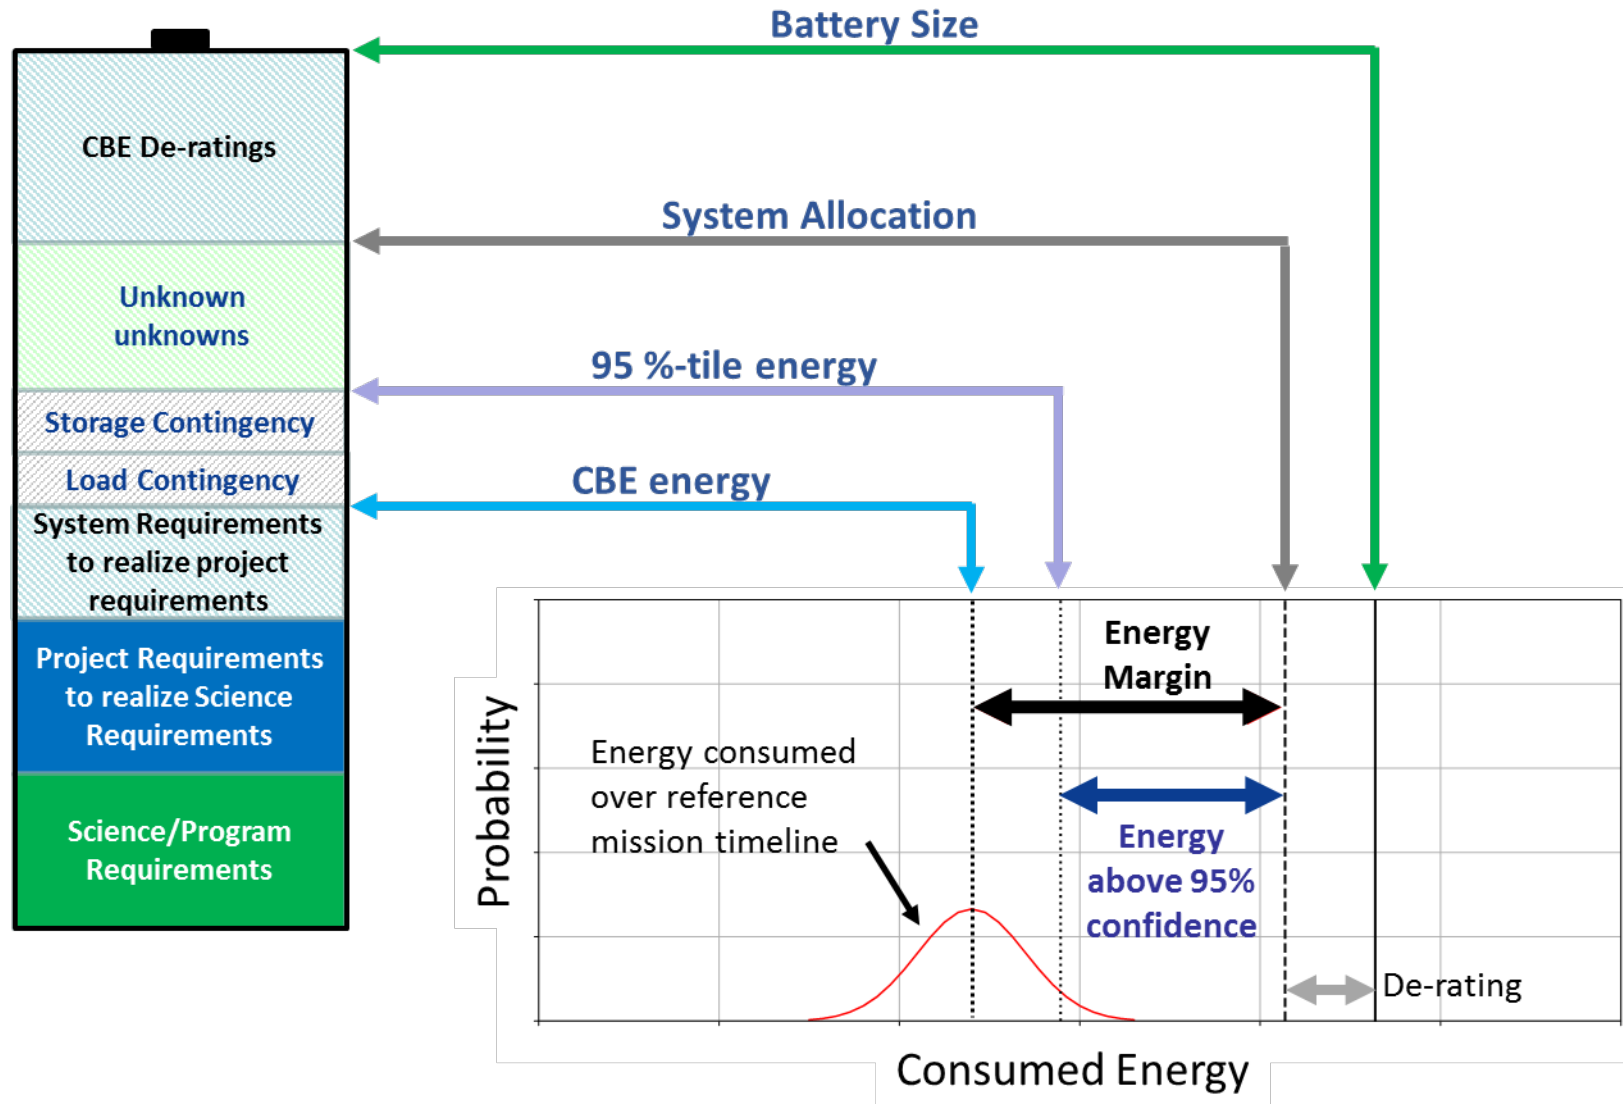 Battery Size
CBE De-ratings
System Allocation
Unknown
unknowns
95 %-tile energy
Storage Contingency
Load Contingency
CBE energy
System Requirements
to realize project
requirements
Project Requirements
to realize Science
Requirements
Science/Program
Requirements
Energy
Margin
Energy consumed
over reference
mission timeline
Energy
above 95%
confidence
De-rating
Probability
Consumed Energy